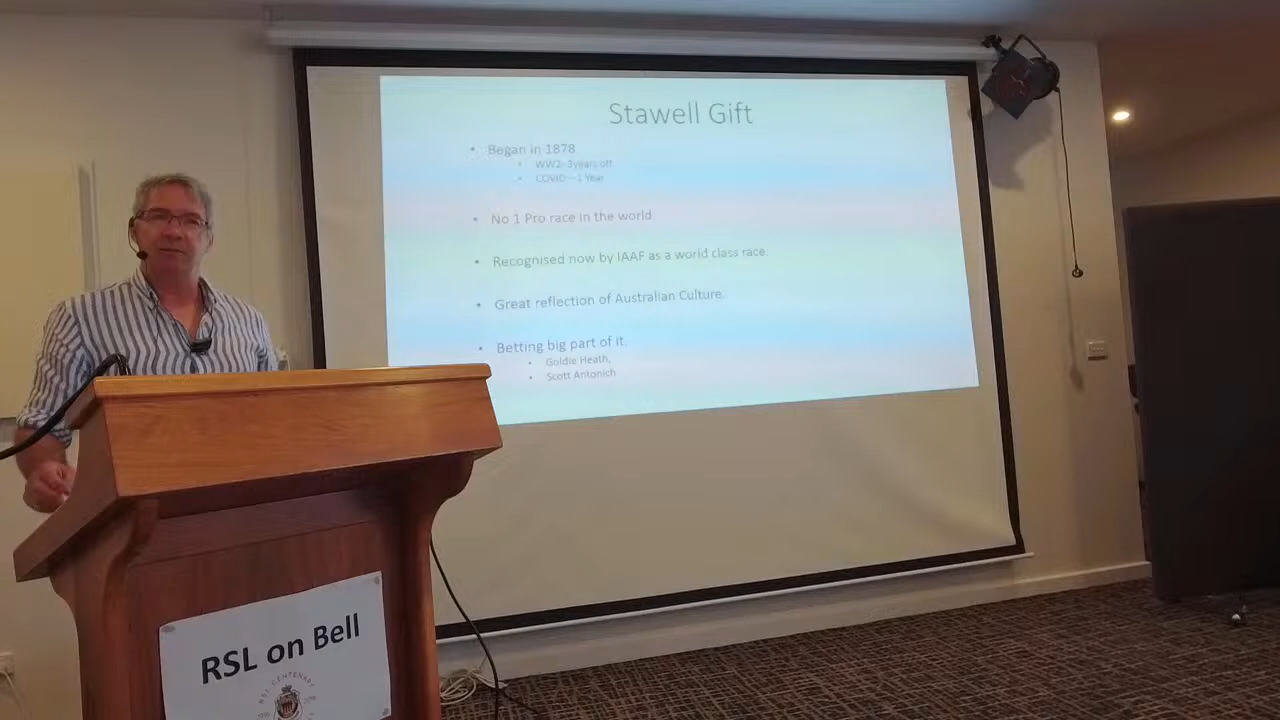 Stawell Gift
• Began in 1878
• WW2- 3years off
• COVID – 1 Year
• No 1 Pro race in the world
• Recognised now by IAAF as a world class race.
• Great reflection of Australian Culture.
• Betting big part of it.
• Goldie Heath,
• Scott Antonich
RSL on Bell
RSL CENTENARY